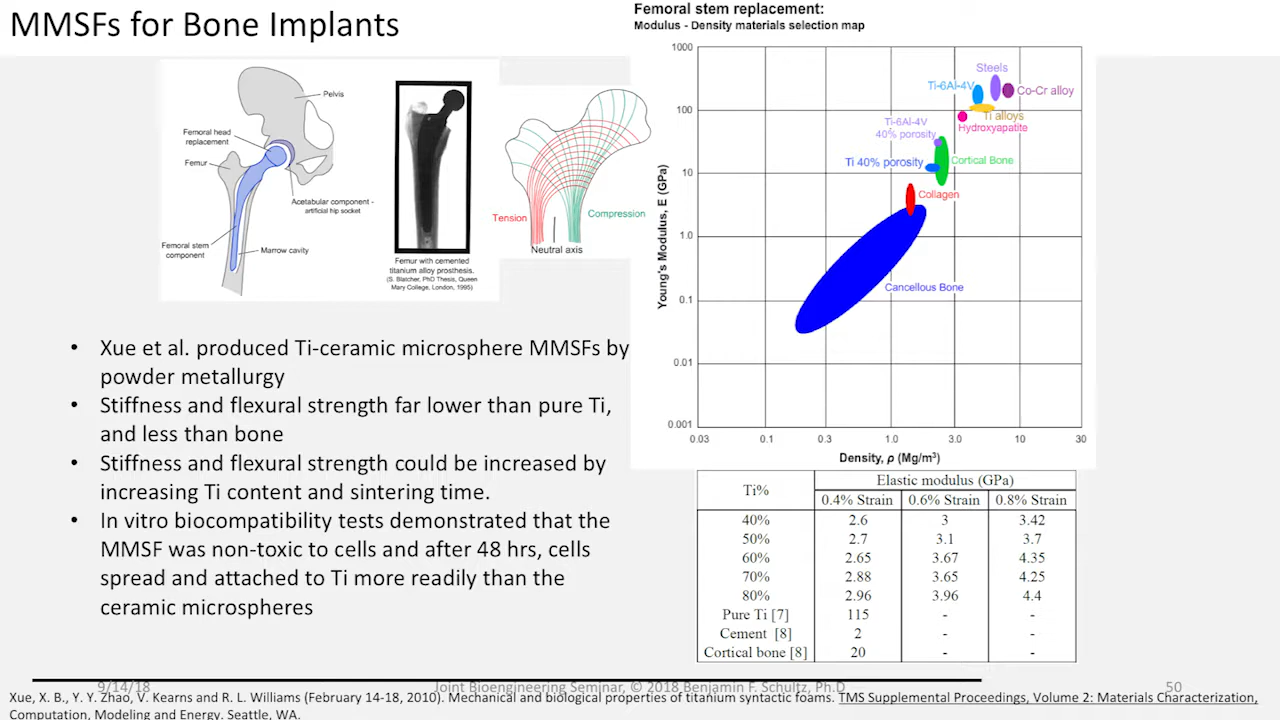 MMSFs for Bone Implants
Femoral stem replacement:
Modulus - Density materials selection map
Pelvis
Femoral head
replacement
Femur
Acetabular component -
artificial hip socket
Femoral stem
component
Marrow cavity
Femur with cemented
titanium alloy prosthesis.
(S. Blatcher, PhD Thesis, Queen
Mary College, London, 1995)
Tension
Compression
Neutral axis
Young's Modulus, E (GPa)
1000
100
10
1.0
0.1
0.01
0.001
Steels
Ti-6Al-4V
Co-Cr alloy
Ti alloys
Hydroxyapatite
Ti-6Al-4V
40% porosity
Ti 40% porosity
Cortical Bone
Collagen
Cancellous Bone
0.03 0.1 0.3 1.0 3.0 10 30
Density, ρ (Mg/m³)
• Xue et al. produced Ti-ceramic microsphere MMSFs by
powder metallurgy
• Stiffness and flexural strength far lower than pure Ti,
and less than bone
• Stiffness and flexural strength could be increased by
increasing Ti content and sintering time.
• In vitro biocompatibility tests demonstrated that the
MMSF was non-toxic to cells and after 48 hrs, cells
spread and attached to Ti more readily than the
ceramic microspheres
Ti% Elastic modulus (GPa)
0.4% Strain 0.6% Strain 0.8% Strain
40% 2.6 3 3.42
50% 2.7 3.1 3.7
60% 2.65 3.67 4.35
70% 2.88 3.65 4.25
80% 2.96 3.96 4.4
Pure Ti [7] 115 - -
Cement [8] 2 - -
Cortical bone [8] 20 - -
9/14/18 Joint Bioengineering Seminar, © 2018 Benjamin F. Schultz, Ph.D 50
Xue, X. B., Y. Y. Zhao, V. Kearns and R. L. Williams (February 14-18, 2010). Mechanical and biological properties of titanium syntactic foams. TMS Supplemental Proceedings, Volume 2: Materials Characterization,
Computation, Modeling and Energy. Seattle, WA.